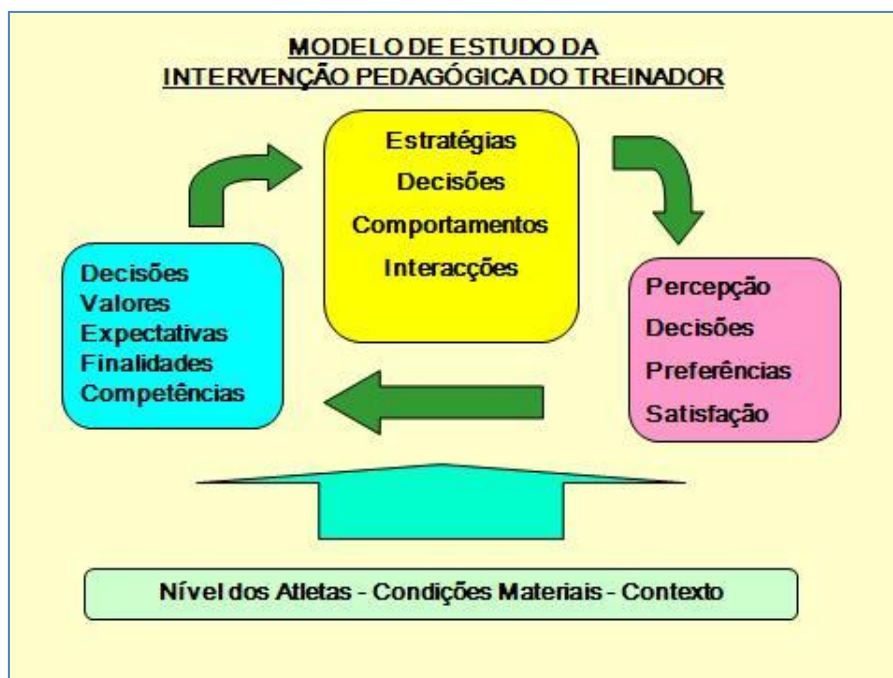 MODELO DE ESTUDO DA
INTERVENÇÃO PEDAGÓGICA DO TREINADOR
Estratégias
Decisões
Comportamentos
Interacções
Decisões
Valores
Expectativas
Finalidades
Competências
Percepção
Decisões
Preferências
Satisfação
Nível dos Atletas - Condições Materiais - Contexto